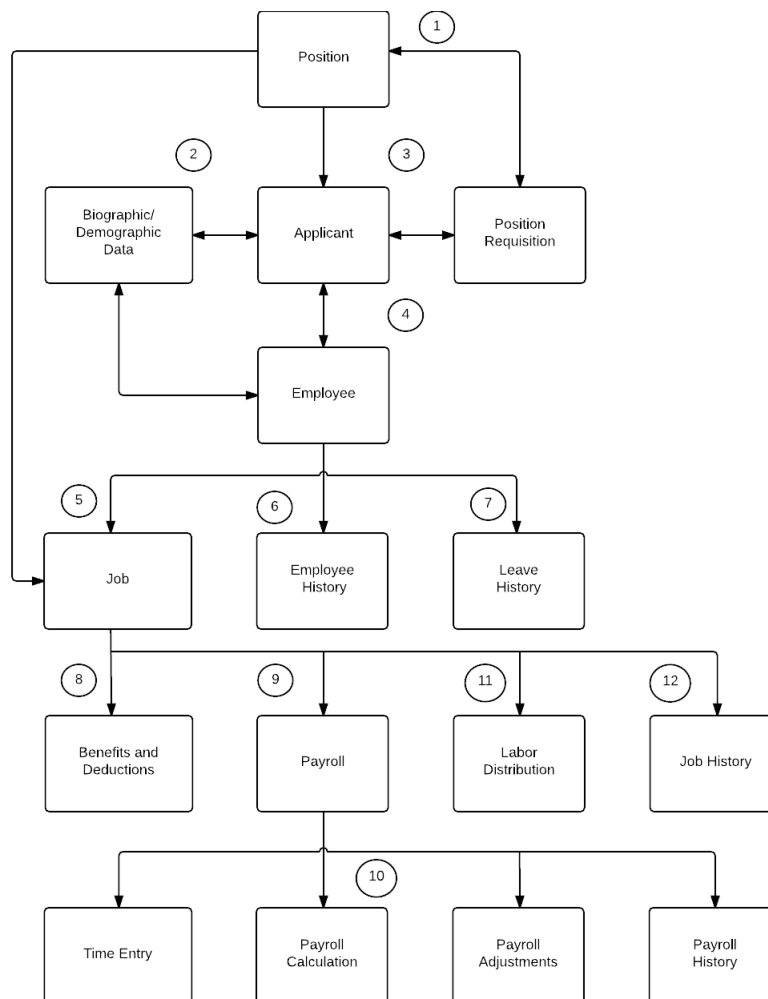 1
Position
2
3
Biographic/
Demographic
Data
Applicant
Position
Requisition
4
Employee
5
6
7
Job
Employee
History
Leave
History
8
9
11
12
Benefits and
Deductions
Payroll
Labor
Distribution
Job History
10
Time Entry
Payroll
Calculation
Payroll
Adjustments
Payroll
History